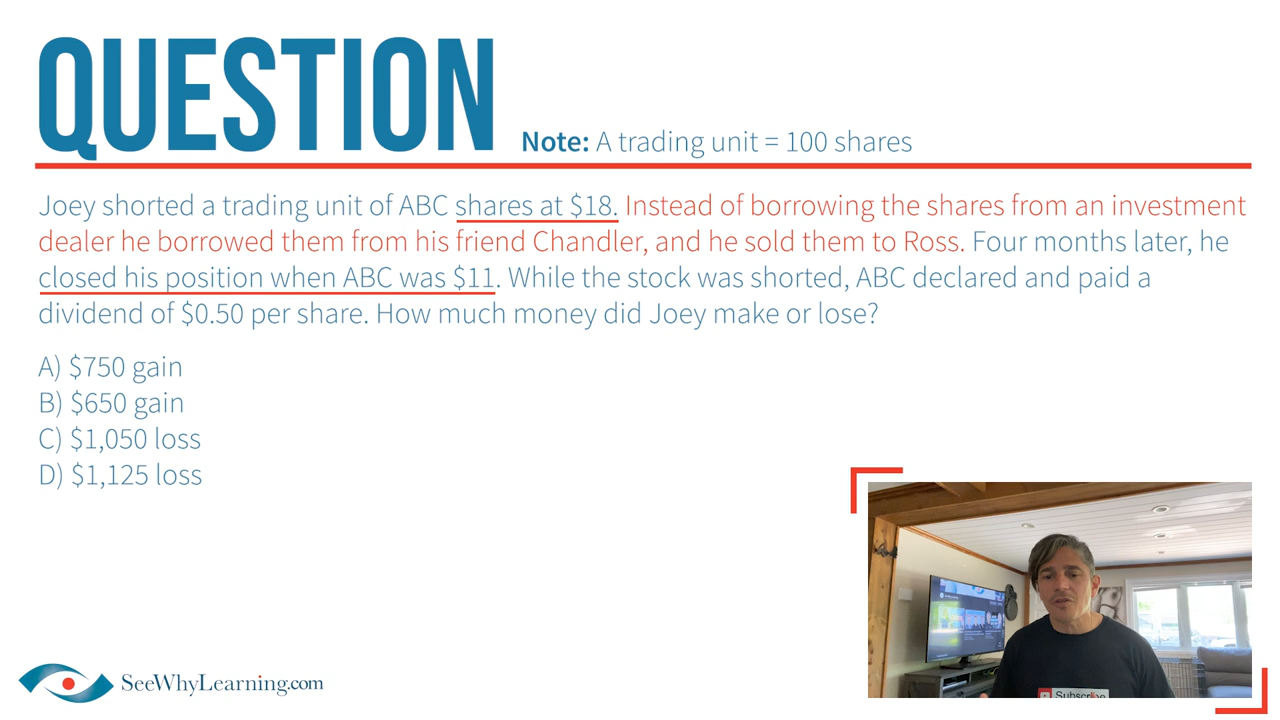 QUESTION
Note: A trading unit = 100 shares
Joey shorted a trading unit of ABC shares at $18. Instead of borrowing the shares from an investment
dealer he borrowed them from his friend Chandler, and he sold them to Ross. Four months later, he
closed his position when ABC was $11. While the stock was shorted, ABC declared and paid a
dividend of $0.50 per share. How much money did Joey make or lose?
A) $750 gain
B) $650 gain
C) $1,050 loss
D) $1,125 loss
Subscribe
SeeWhyLearning.com